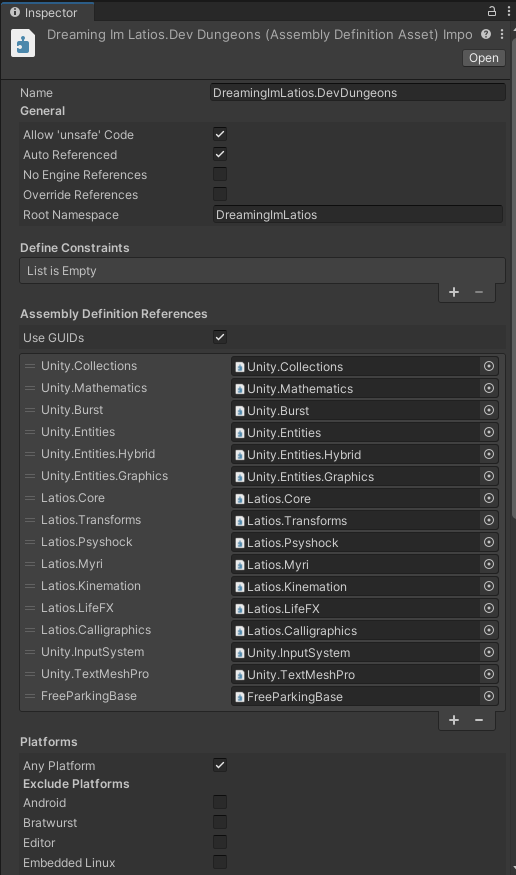 Inspector
Dreaming Im Latios.Dev Dungeons (Assembly Definition Asset) Impo
Open
Name DreamingImLatios.DevDungeons
General
Allow 'unsafe' Code
Auto Referenced
No Engine References
Override References
Root Namespace DreamingImLatios
Define Constraints
List is Empty
Assembly Definition References
Use GUIDs
Unity.Collections Unity.Collections
Unity.Mathematics Unity.Mathematics
Unity.Burst Unity.Burst
Unity.Entities Unity.Entities
Unity.Entities.Hybrid Unity.Entities.Hybrid
Unity.Entities.Graphics Unity.Entities.Graphics
Latios.Core Latios.Core
Latios.Transforms Latios.Transforms
Latios.Psyshock Latios.Psyshock
Latios.Myri Latios.Myri
Latios.Kinemation Latios.Kinemation
Latios.LifeFX Latios.LifeFX
Latios.Calligraphics Latios.Calligraphics
Unity.InputSystem Unity.InputSystem
Unity.TextMeshPro Unity.TextMeshPro
FreeParkingBase FreeParkingBase
Platforms
Any Platform
Exclude Platforms
Android
Bratwurst
Editor
Embedded Linux